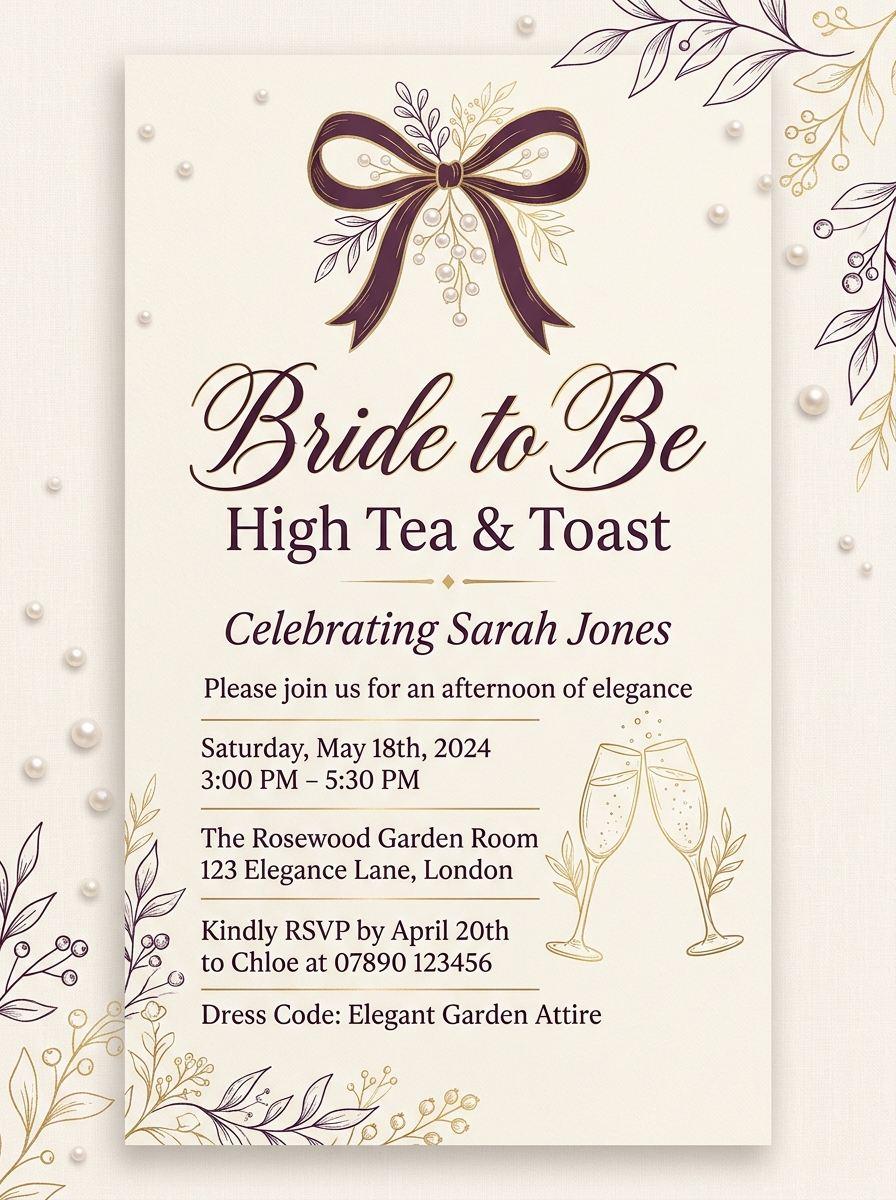 Bride to Be
High Tea & Toast
Celebrating Sarah Jones
Please join us for an afternoon of elegance
Saturday, May 18th, 2024
3:00 PM – 5:30 PM
The Rosewood Garden Room
123 Elegance Lane, London
Kindly RSVP by April 20th
to Chloe at 07890 123456
Dress Code: Elegant Garden Attire